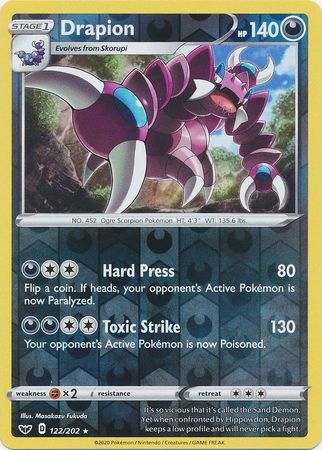 STAGE 1
Drapion
HP 140
Evolves from Skorupi
NO. 452 Ogre Scorpion Pokémon HT: 4'3" WT: 135.6 lbs.
Hard Press 80
Flip a coin. If heads, your opponent's Active Pokémon is
now Paralyzed.
Toxic Strike 130
Your opponent's Active Pokémon is now Poisoned.
weakness ×2 resistance retreat
Illus. Masakazu Fukuda
D 122/202 ★
It's so vicious that it's called the Sand Demon.
Yet when confronted by Hippowdon, Drapion
keeps a low profile and will never pick a fight.
©2020 Pokémon / Nintendo / Creatures / GAME FREAK.